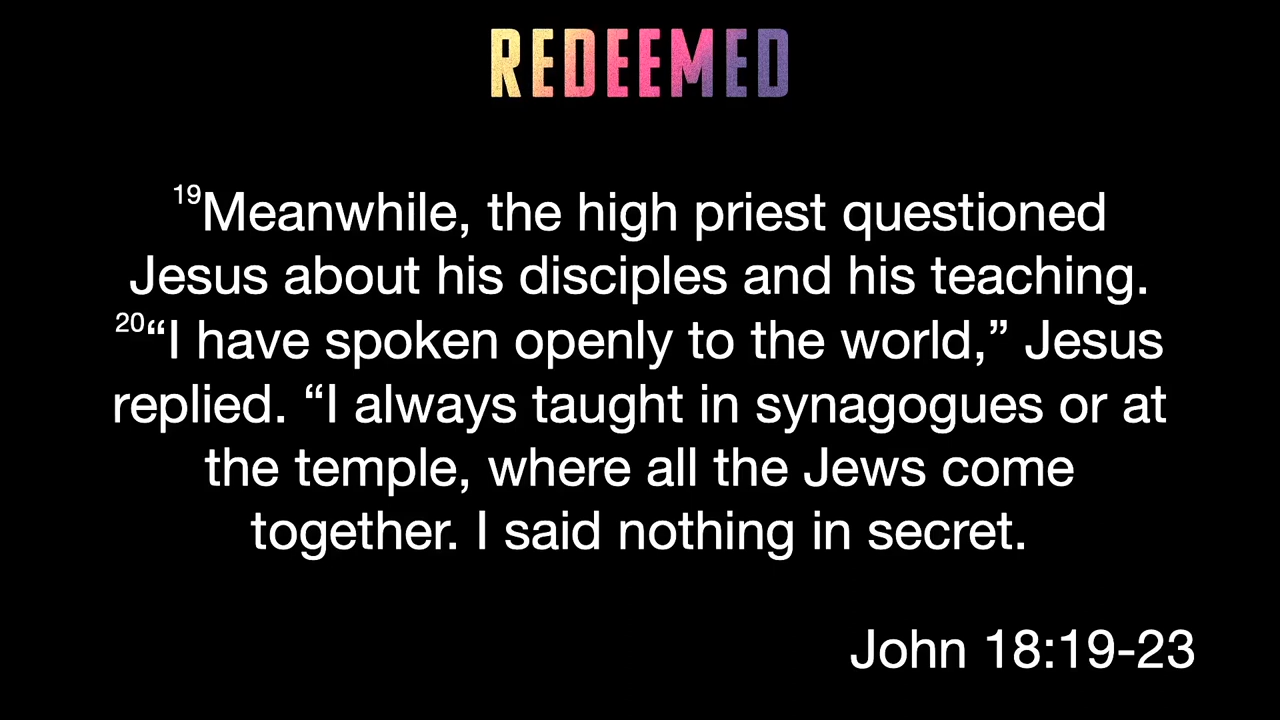 REDEEMED
19Meanwhile, the high priest questioned
Jesus about his disciples and his teaching.
20“I have spoken openly to the world,” Jesus
replied. “I always taught in synagogues or at
the temple, where all the Jews come
together. I said nothing in secret.
John 18:19-23